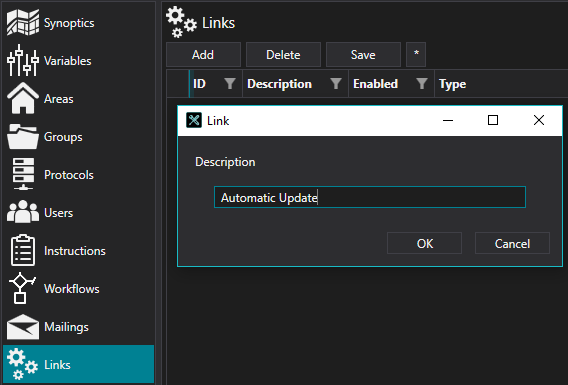 Synoptics
Variables
Areas
Groups
Protocols
Users
Instructions
Workflows
Mailings
Links
Links
Add Delete Save *
ID Description Enabled Type
Link
Description
Automatic Update
OK Cancel